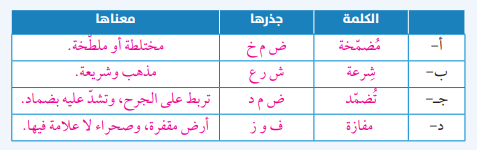 الكلمة جذرها معناها
أ- مُضمّخة ض م خ مختلطة أو ملطّخة.
ب- شِرعة ش ر ع مذهب وشريعة.
جـ- تُضمّد ض م د تربط على الجرح، وتشدّ عليه بضماد.
د- مفازة ف و ز أرض مقفرة، وصحراء لا علامة فيها.